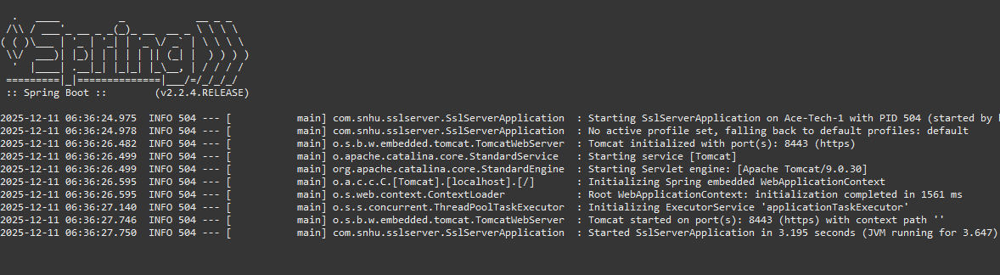 .   ____          _            __ _ _
 /\\ / ___'_ __ _ _(_)_ __  __ _ \ \ \ \
( ( )\___ | '_ | '_| | '_ \/ _` | \ \ \ \
 \\/  ___)| |_)| | | | | || (_| |  ) ) ) )
  '  |____| .__|_| |_|_| |_\__, | / / / /
 =========|_|==============|___/=/_/_/_/
 :: Spring Boot ::        (v2.2.4.RELEASE)
2025-12-11 06:36:24.975  INFO 504 --- [           main] com.snhu.sslserver.SslServerApplication  : Starting SslServerApplication on Ace-Tech-1 with PID 504 (started by
2025-12-11 06:36:24.978  INFO 504 --- [           main] com.snhu.sslserver.SslServerApplication  : No active profile set, falling back to default profiles: default
2025-12-11 06:36:26.482  INFO 504 --- [           main] o.s.b.w.embedded.tomcat.TomcatWebServer  : Tomcat initialized with port(s): 8443 (https)
2025-12-11 06:36:26.499  INFO 504 --- [           main] o.apache.catalina.core.StandardService   : Starting service [Tomcat]
2025-12-11 06:36:26.499  INFO 504 --- [           main] org.apache.catalina.core.StandardEngine  : Starting Servlet engine: [Apache Tomcat/9.0.30]
2025-12-11 06:36:26.595  INFO 504 --- [           main] o.a.c.c.C.[Tomcat].[localhost].[/]       : Initializing Spring embedded WebApplicationContext
2025-12-11 06:36:26.595  INFO 504 --- [           main] o.s.web.context.ContextLoader            : Root WebApplicationContext: initialization completed in 1561 ms
2025-12-11 06:36:27.140  INFO 504 --- [           main] o.s.s.concurrent.ThreadPoolTaskExecutor  : Initializing ExecutorService 'applicationTaskExecutor'
2025-12-11 06:36:27.746  INFO 504 --- [           main] o.s.b.w.embedded.tomcat.TomcatWebServer  : Tomcat started on port(s): 8443 (https) with context path ''
2025-12-11 06:36:27.750  INFO 504 --- [           main] com.snhu.sslserver.SslServerApplication  : Started SslServerApplication in 3.195 seconds (JVM running for 3.647)